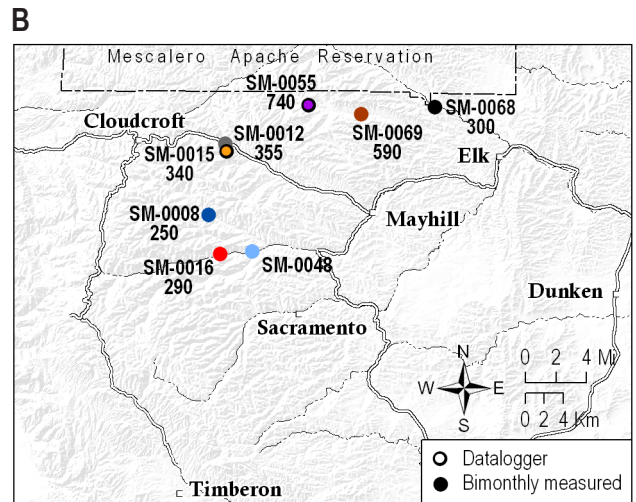 B
Mescalero Apache Reservation
SM-0055
740
SM-0068
300
Cloudcroft
SM-0012
355
SM-0069
590
SM-0015
340
Elk
SM-0008
250
Mayhill
SM-0016
290
SM-0048
Dunken
Sacramento
N
W E
S
0 2 4 Mi
0 2 4 Km
Datalogger
Bimonthly measured
Timberon